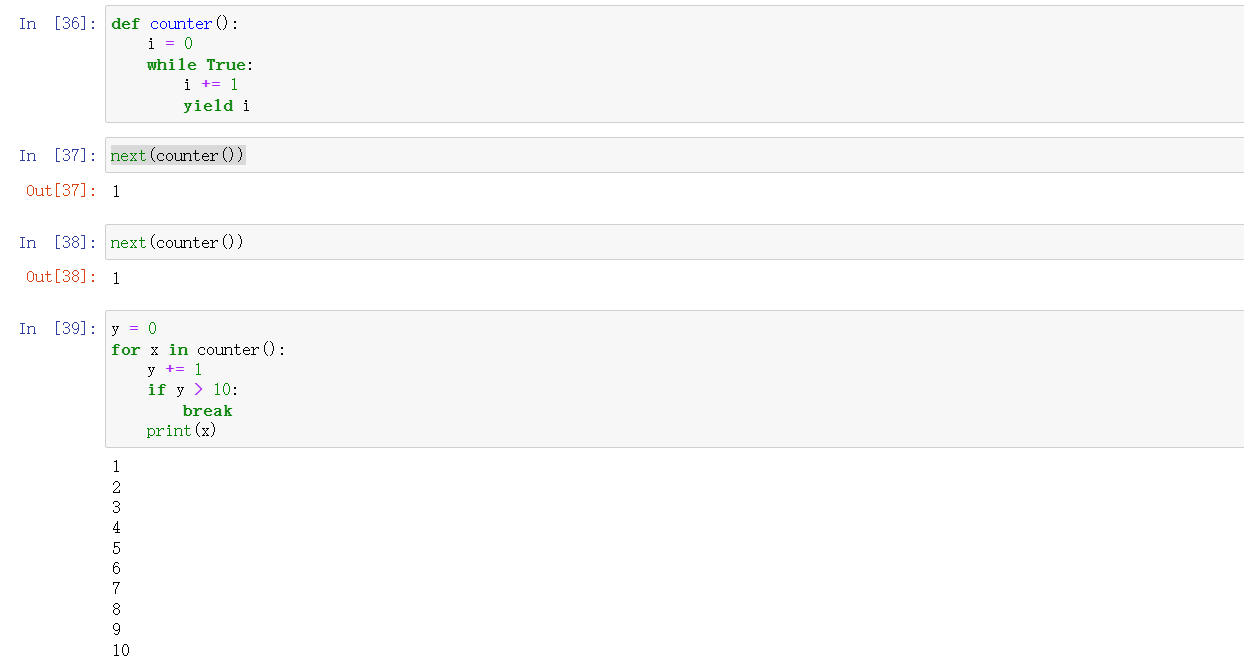 In [36]: def counter():
    i = 0
    while True:
        i += 1
        yield i
In [37]: next(counter())
Out[37]: 1
In [38]: next(counter())
Out[38]: 1
In [39]: y = 0
for x in counter():
    y += 1
    if y > 10:
        break
    print(x)
1
2
3
4
5
6
7
8
9
10